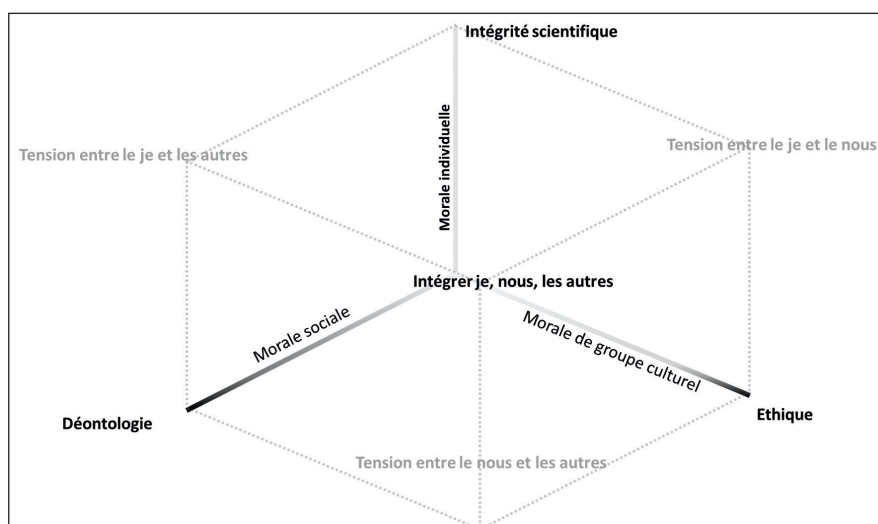 Intégrité scientifique
Morale individuelle
Tension entre le je et les autres
Tension entre le je et le nous
Intégrer je, nous, les autres
Morale sociale
Morale de groupe culturel
Déontologie
Ethique
Tension entre le nous et les autres